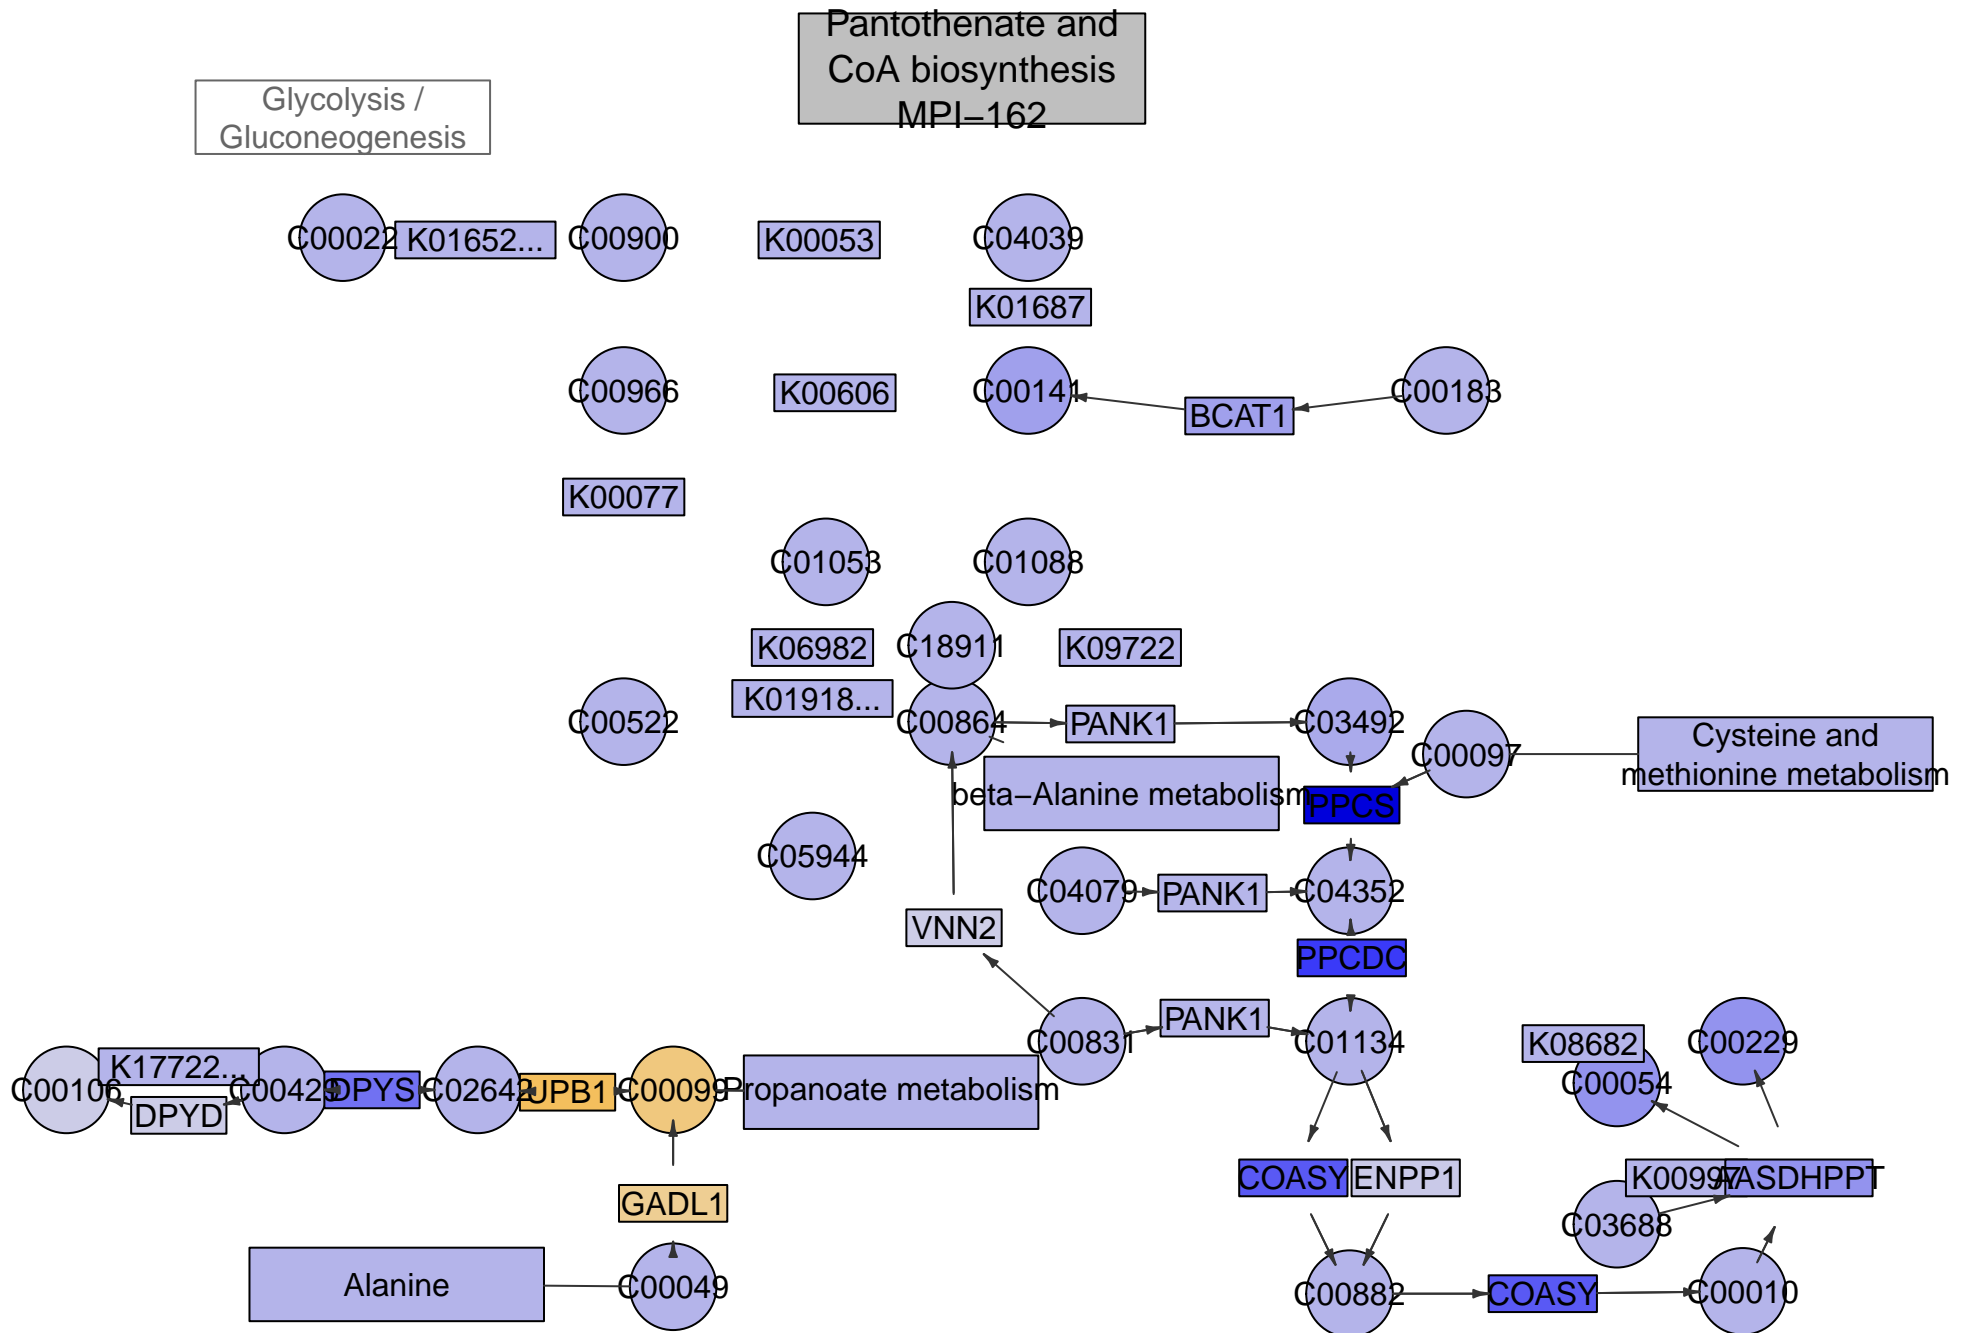 Pantothenate and
CoA biosynthesis
MPI−162
Glycolysis /
Gluconeogenesis
C00022
K01652...
C00900
K00053
C04039
K01687
C00966
K00606
C00141
BCAT1
C00183
K00077
C01053
C01088
K06982
C18911
K09722
K01918...
C00522
C00864
PANK1
C03492
C00097
Cysteine and
methionine metabolism
beta−Alanine metabolism
PPCS
C05944
C04079
PANK1
C04352
VNN2
PPCDC
C00831
PANK1
C01134
K08682
C00229
C00054
C00106
K17722...
DPYD
C00429
DPYS
C02642
UPB1
C00099
Propanoate metabolism
COASY
ENPP1
K00997
AASDHPPT
GADL1
C03688
Alanine
C00049
C00882
COASY
C00010